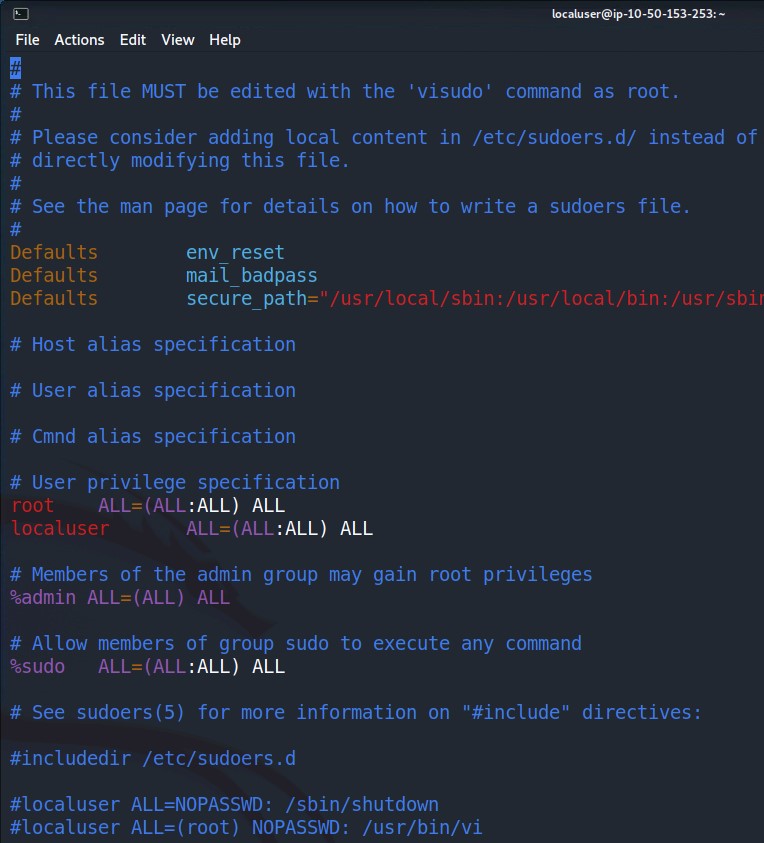 localuser@ip-10-50-153-253: ~
File Actions Edit View Help
#
# This file MUST be edited with the 'visudo' command as root.
#
# Please consider adding local content in /etc/sudoers.d/ instead of
# directly modifying this file.
#
# See the man page for details on how to write a sudoers file.
#
Defaults env_reset
Defaults mail_badpass
Defaults secure_path="/usr/local/sbin:/usr/local/bin:/usr/sbin
# Host alias specification
# User alias specification
# Cmnd alias specification
# User privilege specification
root ALL=(ALL:ALL) ALL
localuser ALL=(ALL:ALL) ALL
# Members of the admin group may gain root privileges
%admin ALL=(ALL) ALL
# Allow members of group sudo to execute any command
%sudo ALL=(ALL:ALL) ALL
# See sudoers(5) for more information on "#include" directives:
#includedir /etc/sudoers.d
#localuser ALL=NOPASSWD: /sbin/shutdown
#localuser ALL=(root) NOPASSWD: /usr/bin/vi